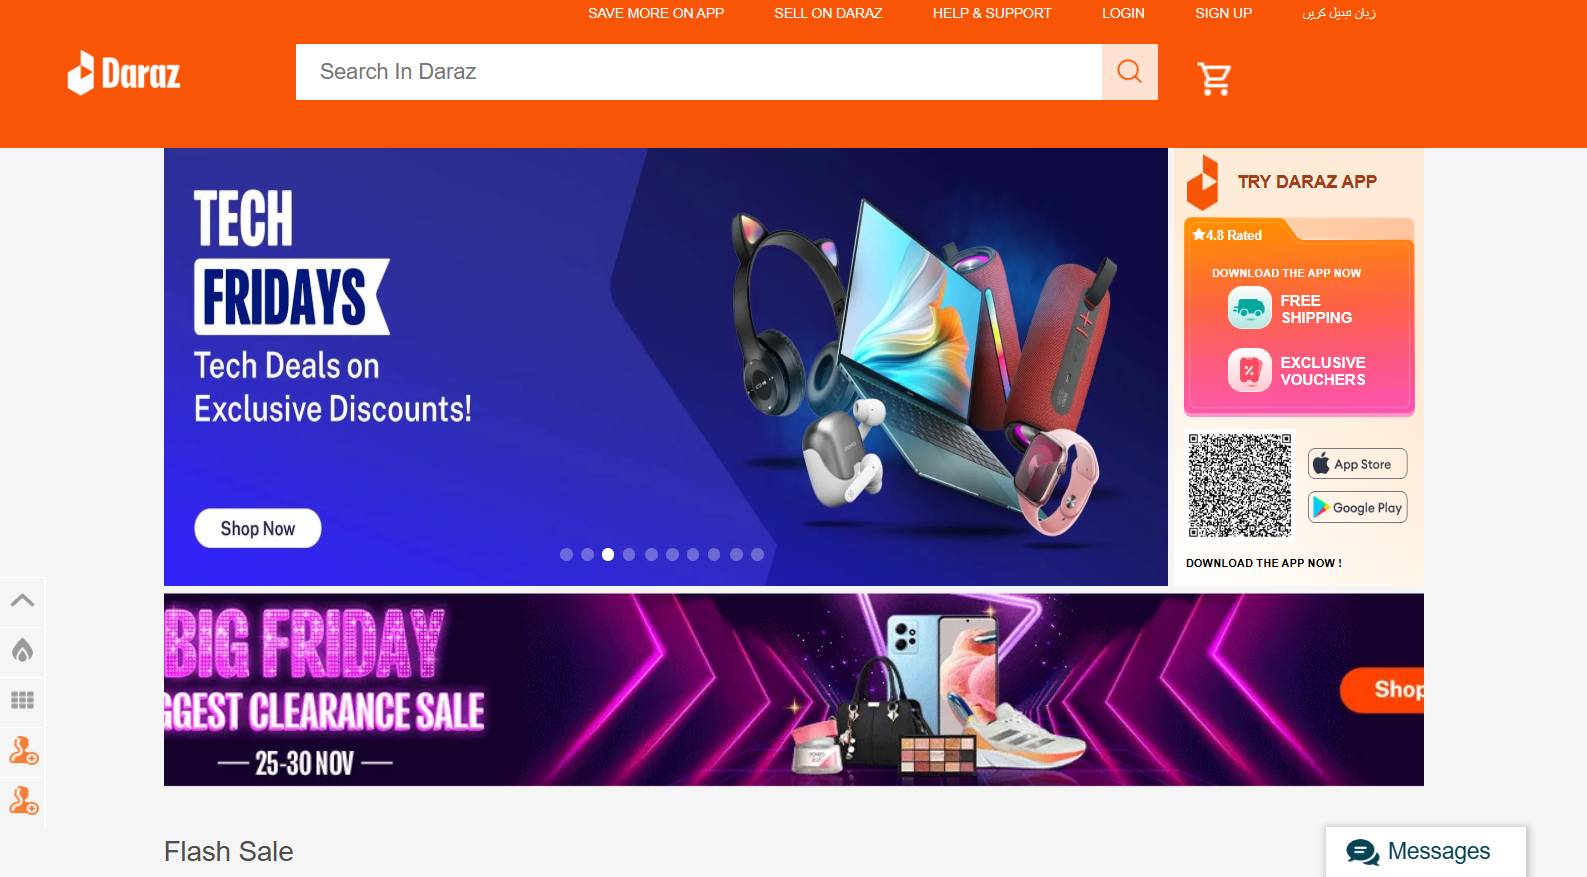 SAVE MORE ON APP
SELL ON DARAZ
HELP & SUPPORT
LOGIN
SIGN UP
زبان تبدیل کریں
Daraz
Search In Daraz
TECH
FRIDAYS
Tech Deals on
Exclusive Discounts!
Shop Now
TRY DARAZ APP
4.8 Rated
DOWNLOAD THE APP NOW
FREE
SHIPPING
EXCLUSIVE
VOUCHERS
App Store
Google Play
DOWNLOAD THE APP NOW !
BIG FRIDAY
GGEST CLEARANCE SALE
25-30 NOV
Shop
Flash Sale
Messages